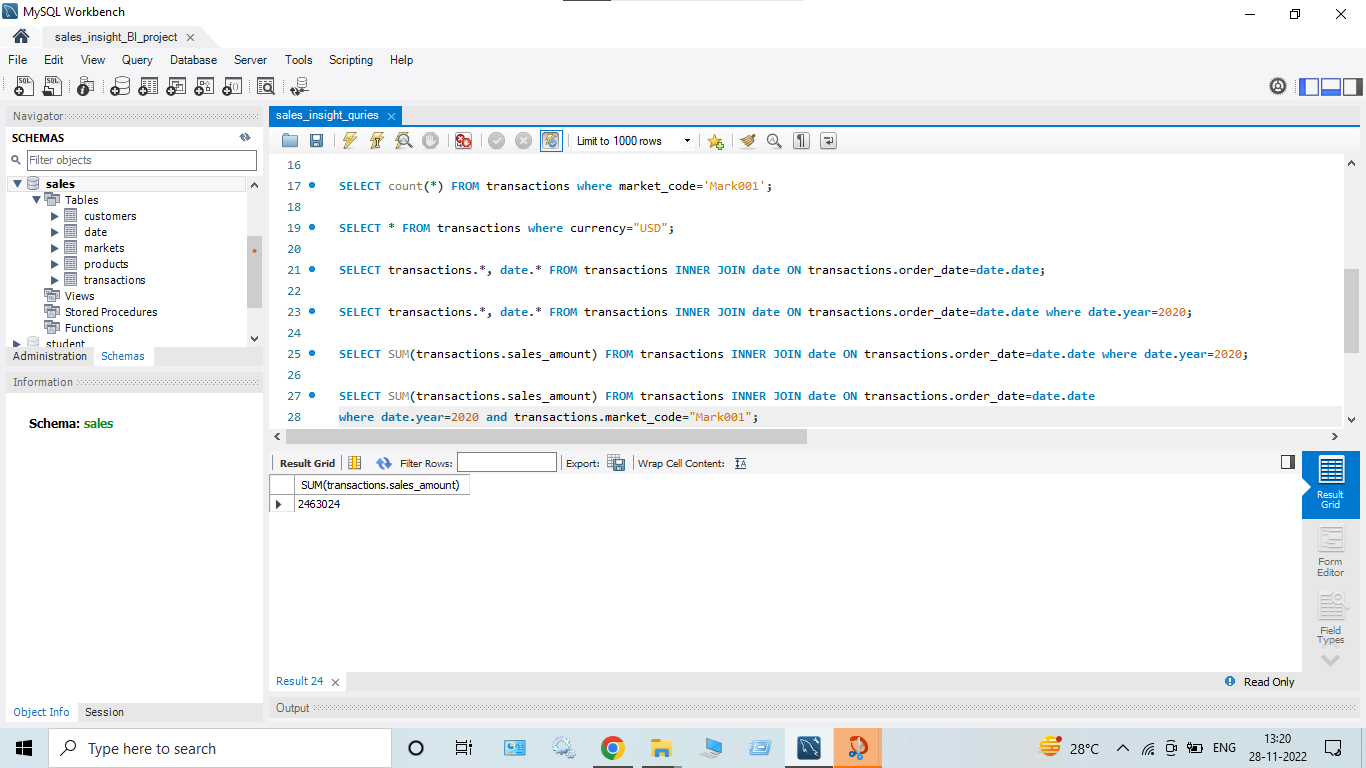 MySQL Workbench
sales_insight_BI_project
File Edit View Query Database Server Tools Scripting Help
Navigator
SCHEMAS
Filter objects
sales
Tables
customers
date
markets
products
transactions
Views
Stored Procedures
Functions
student
Administration Schemas
Information
Schema: sales
Object Info Session
sales_insight_quries
Limit to 1000 rows
16
17 SELECT count(*) FROM transactions where market_code='Mark001';
18
19 SELECT * FROM transactions where currency="USD";
20
21 SELECT transactions.*, date.* FROM transactions INNER JOIN date ON transactions.order_date=date.date;
22
23 SELECT transactions.*, date.* FROM transactions INNER JOIN date ON transactions.order_date=date.date where date.year=2020;
24
25 SELECT SUM(transactions.sales_amount) FROM transactions INNER JOIN date ON transactions.order_date=date.date where date.year=2020;
26
27 SELECT SUM(transactions.sales_amount) FROM transactions INNER JOIN date ON transactions.order_date=date.date
28 where date.year=2020 and transactions.market_code="Mark001";
Result Grid Filter Rows: Export: Wrap Cell Content:
SUM(transactions.sales_amount)
2463024
Result
Grid
Form
Editor
Field
Types
Result 24
Read Only
Output
Type here to search
28°C
ENG
13:20
28-11-2022